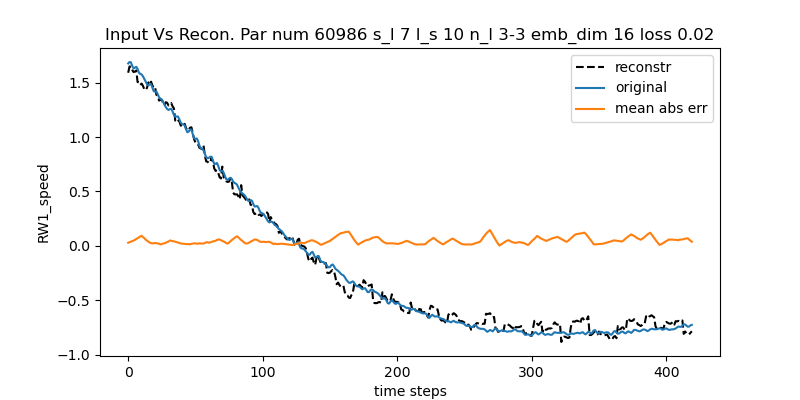 Input Vs Recon. Par num 60986 s_l 7 l_s 10 n_l 3-3 emb_dim 16 loss 0.02
reconstr
original
mean abs err
RW1_speed
1.5
1.0
0.5
0.0
−0.5
−1.0
0 100 200 300 400
time steps